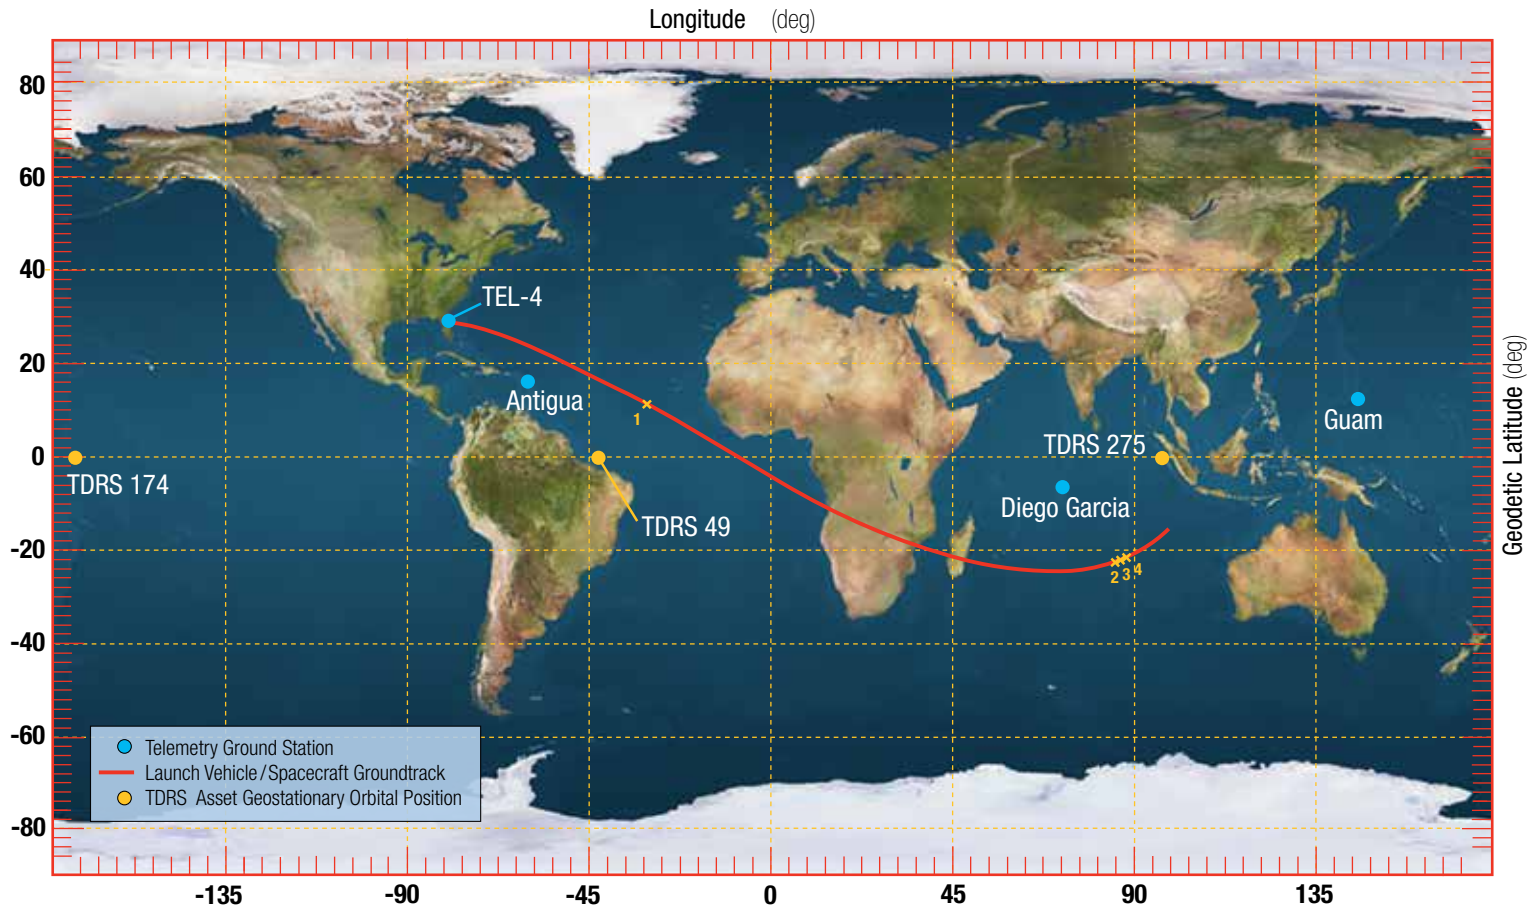 Longitude (deg)
80
60
40
20
0
-20
-40
-60
-80
TEL-4
Antigua
1
Guam
TDRS 275
TDRS 174
Diego Garcia
TDRS 49
2 3 4
Geodetic Latitude (deg)
Telemetry Ground Station
Launch Vehicle/Spacecraft Groundtrack
TDRS Asset Geostationary Orbital Position
-135 -90 -45 0 45 90 135